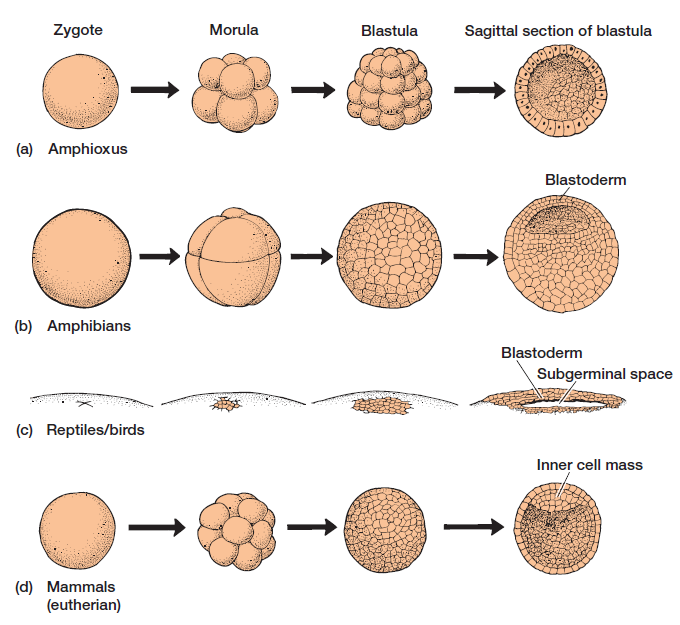 Zygote Morula Blastula Sagittal section of blastula
(a) Amphioxus
Blastoderm
(b) Amphibians
Blastoderm
Subgerminal space
(c) Reptiles/birds
Inner cell mass
(d) Mammals
(eutherian)